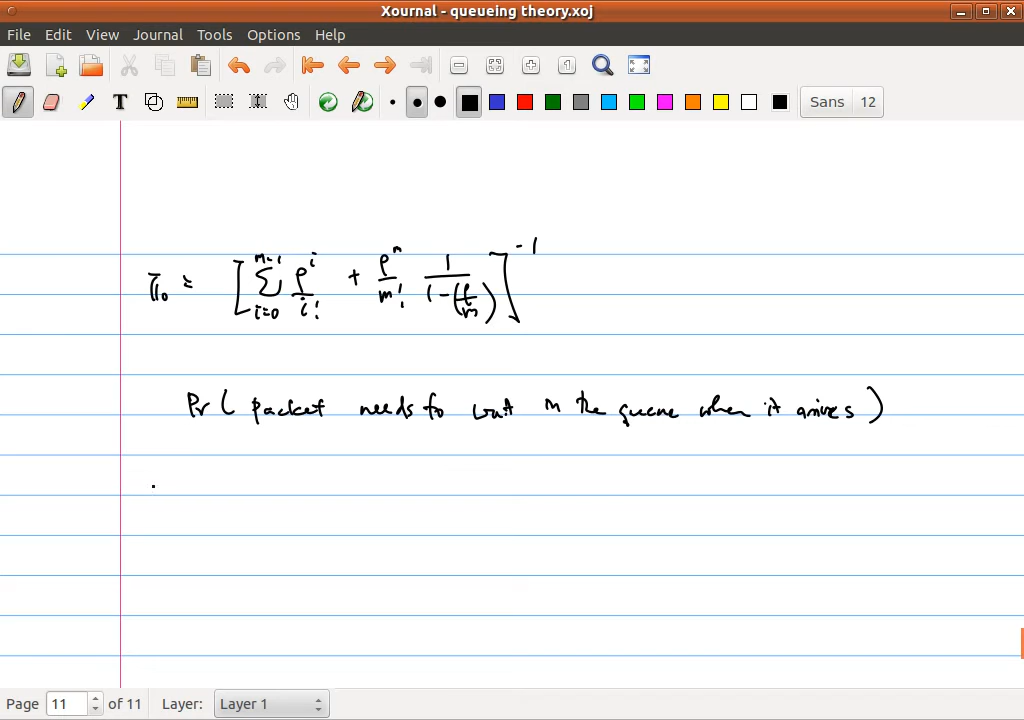 Xournal - queueing theory.xoj
File Edit View Journal Tools Options Help
Sans 12
π₀ = [ Σ_{i=0}^{m-1} ρ^i / i! + ρ^m / m! · 1 / (1 - (ρ/m)) ]^{-1}
Pr ( packet needs to wait in the queue when it arrives )
Page 11 of 11 Layer: Layer 1